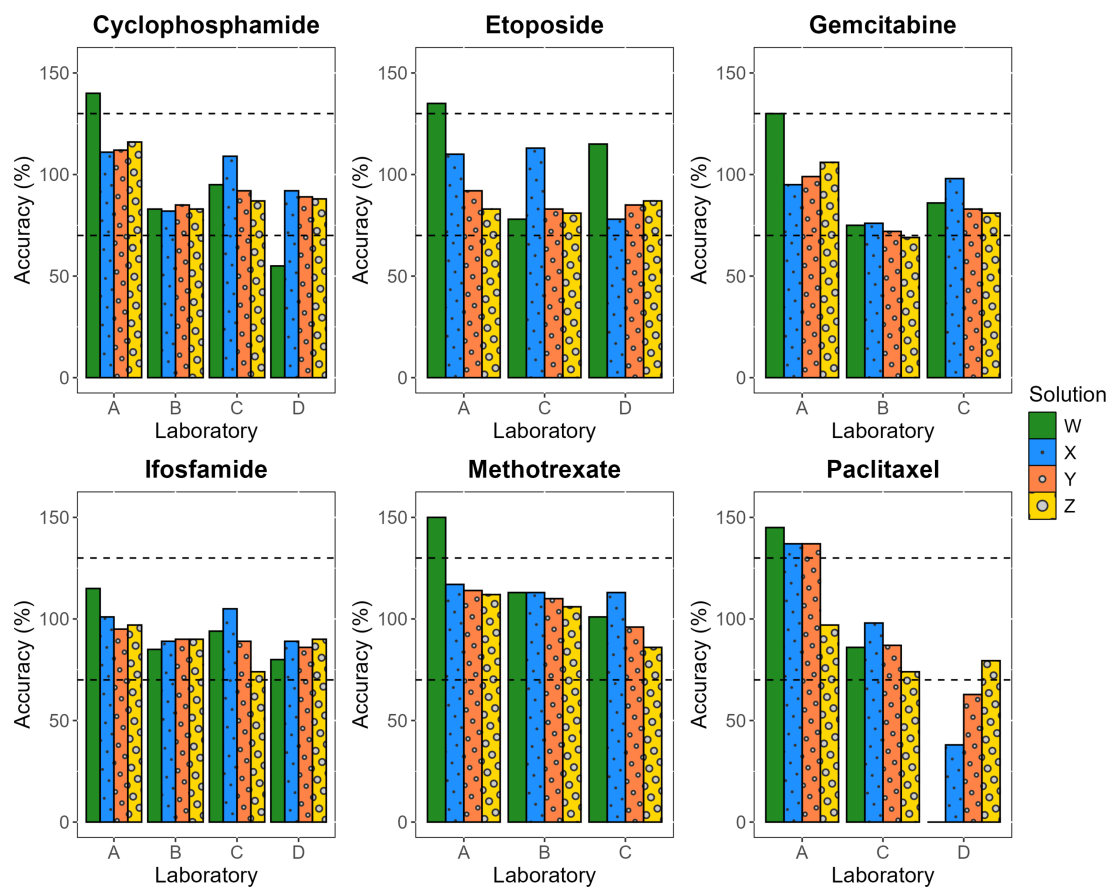 Cyclophosphamide
Etoposide
Gemcitabine
Accuracy (%)
150
100
50
0
A B C D
Laboratory
Accuracy (%)
150
100
50
0
A C D
Laboratory
Accuracy (%)
150
100
50
0
A B C
Laboratory
Solution
W
X
Y
Z
Ifosfamide
Methotrexate
Paclitaxel
Accuracy (%)
150
100
50
0
A B C D
Laboratory
Accuracy (%)
150
100
50
0
A B C
Laboratory
Accuracy (%)
150
100
50
0
A C D
Laboratory